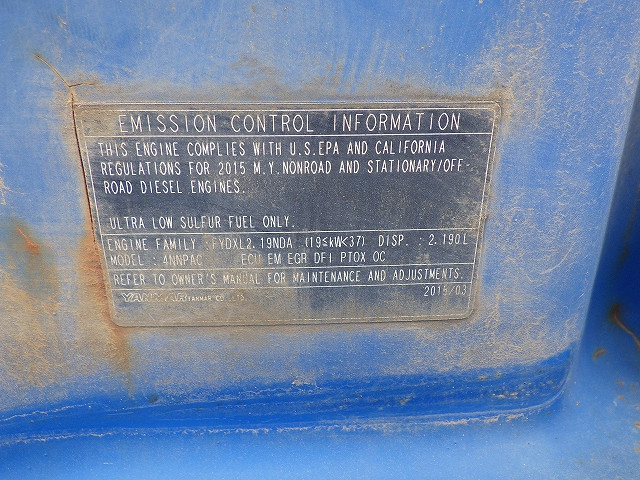 EMISSION CONTROL INFORMATION
THIS ENGINE COMPLIES WITH U.S.EPA AND CALIFORNIA
REGULATIONS FOR 2015 M.Y.NONROAD AND STATIONARY/OFF-
ROAD DIESEL ENGINES.
ULTRA LOW SULFUR FUEL ONLY.
ENGINE FAMILY : FYDXL2.19NDA (19≤kW<37) DISP. : 2.190L
MODEL : 4NNPAC ECU EM EGR DFI PTOX OC
REFER TO OWNER'S MANUAL FOR MAINTENANCE AND ADJUSTMENTS.
YANMAR YANMAR CO.,LTD. 2015/03